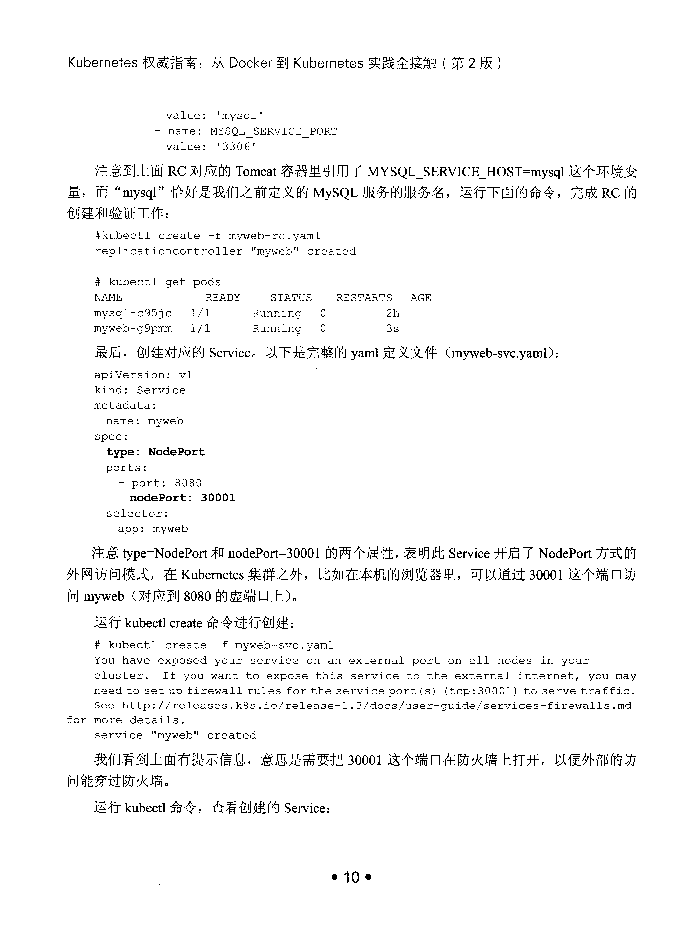 Kubernetes 权威指南：从 Docker 到 Kubernetes 实践全接触（第 2 版）
value: 'mysql'
- name: MYSQL_SERVICE_PORT
value: '3306'
注意到上面 RC 对应的 Tomcat 容器里引用了 MYSQL_SERVICE_HOST=mysql 这个环境变
量，而“mysql”恰好是我们之前定义的 MySQL 服务的服务名，运行下面的命令，完成 RC 的
创建和验证工作：
#kubectl create -f myweb-rc.yaml
replicationcontroller "myweb" created
# kubectl get pods
NAME READY STATUS RESTARTS AGE
mysql-c95jc 1/1 Running 0 2h
myweb-g9pmm 1/1 Running 0 3s
最后，创建对应的 Service。以下是完整的 yaml 定义文件（myweb-svc.yaml）：
apiVersion: v1
kind: Service
metadata:
name: myweb
spec:
type: NodePort
ports:
- port: 8080
nodePort: 30001
selector:
app: myweb
注意 type=NodePort 和 nodePort=30001 的两个属性，表明此 Service 开启了 NodePort 方式的
外网访问模式，在 Kubernetes 集群之外，比如在本机的浏览器里，可以通过 30001 这个端口访
问 myweb（对应到 8080 的虚端口上）。
运行 kubectl create 命令进行创建：
# kubectl create -f myweb-svc.yaml
You have exposed your service on an external port on all nodes in your
cluster. If you want to expose this service to the external internet, you may
need to set up firewall rules for the service port(s) (tcp:30001) to serve traffic.
See http://releases.k8s.io/release-1.3/docs/user-guide/services-firewalls.md
for more details.
service "myweb" created
我们看到上面有提示信息，意思是需要把 30001 这个端口在防火墙上打开，以便外部的访
问能穿过防火墙。
运行 kubectl 命令，查看创建的 Service：
• 10 •